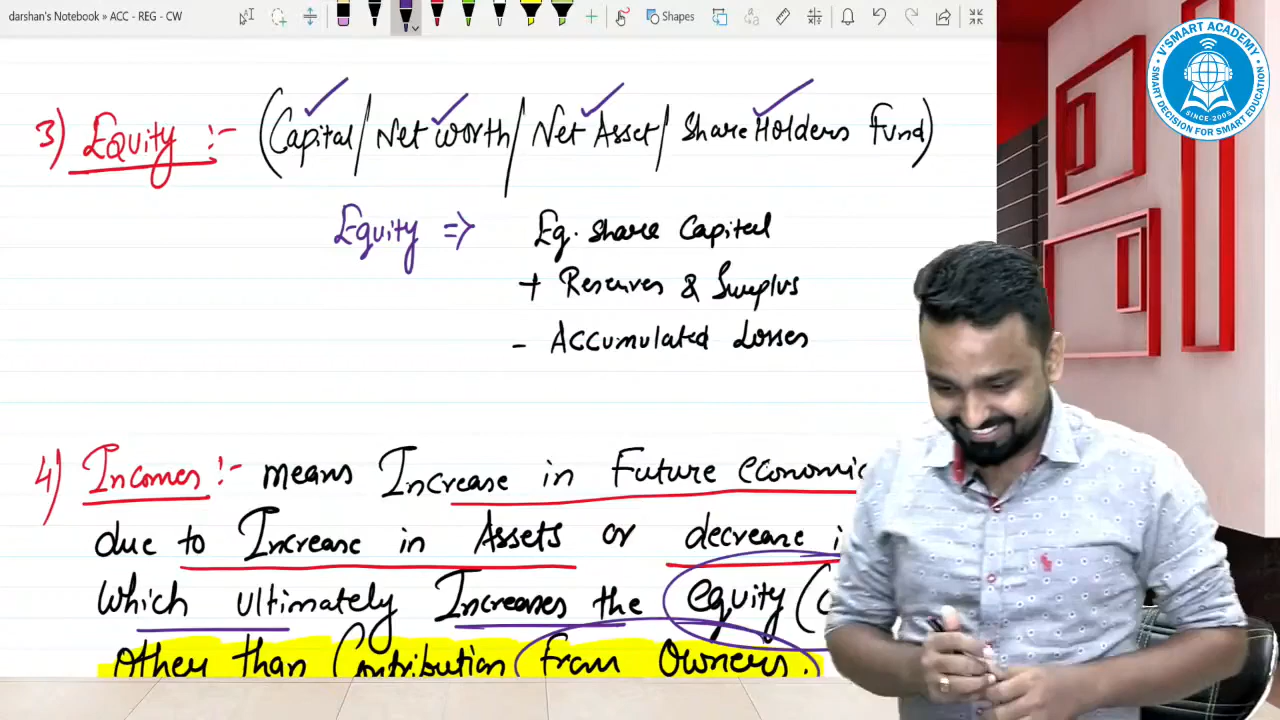 darshan's Notebook » ACC - REG - CW
Shapes
V'SMART ACADEMY
SMART DECISION FOR SMART EDUCATION
SINCE-2005
3) Equity :- (Capital / Net worth / Net Asset / Share Holders Fund)
Equity => Eq. Share Capital
+ Reserves & Surplus
- Accumulated Losses
4) Incomes :- means Increase in Future economic
due to Increase in Assets or decrease i
Which ultimately Increases the equity (C
Other than Contribution from Owners.